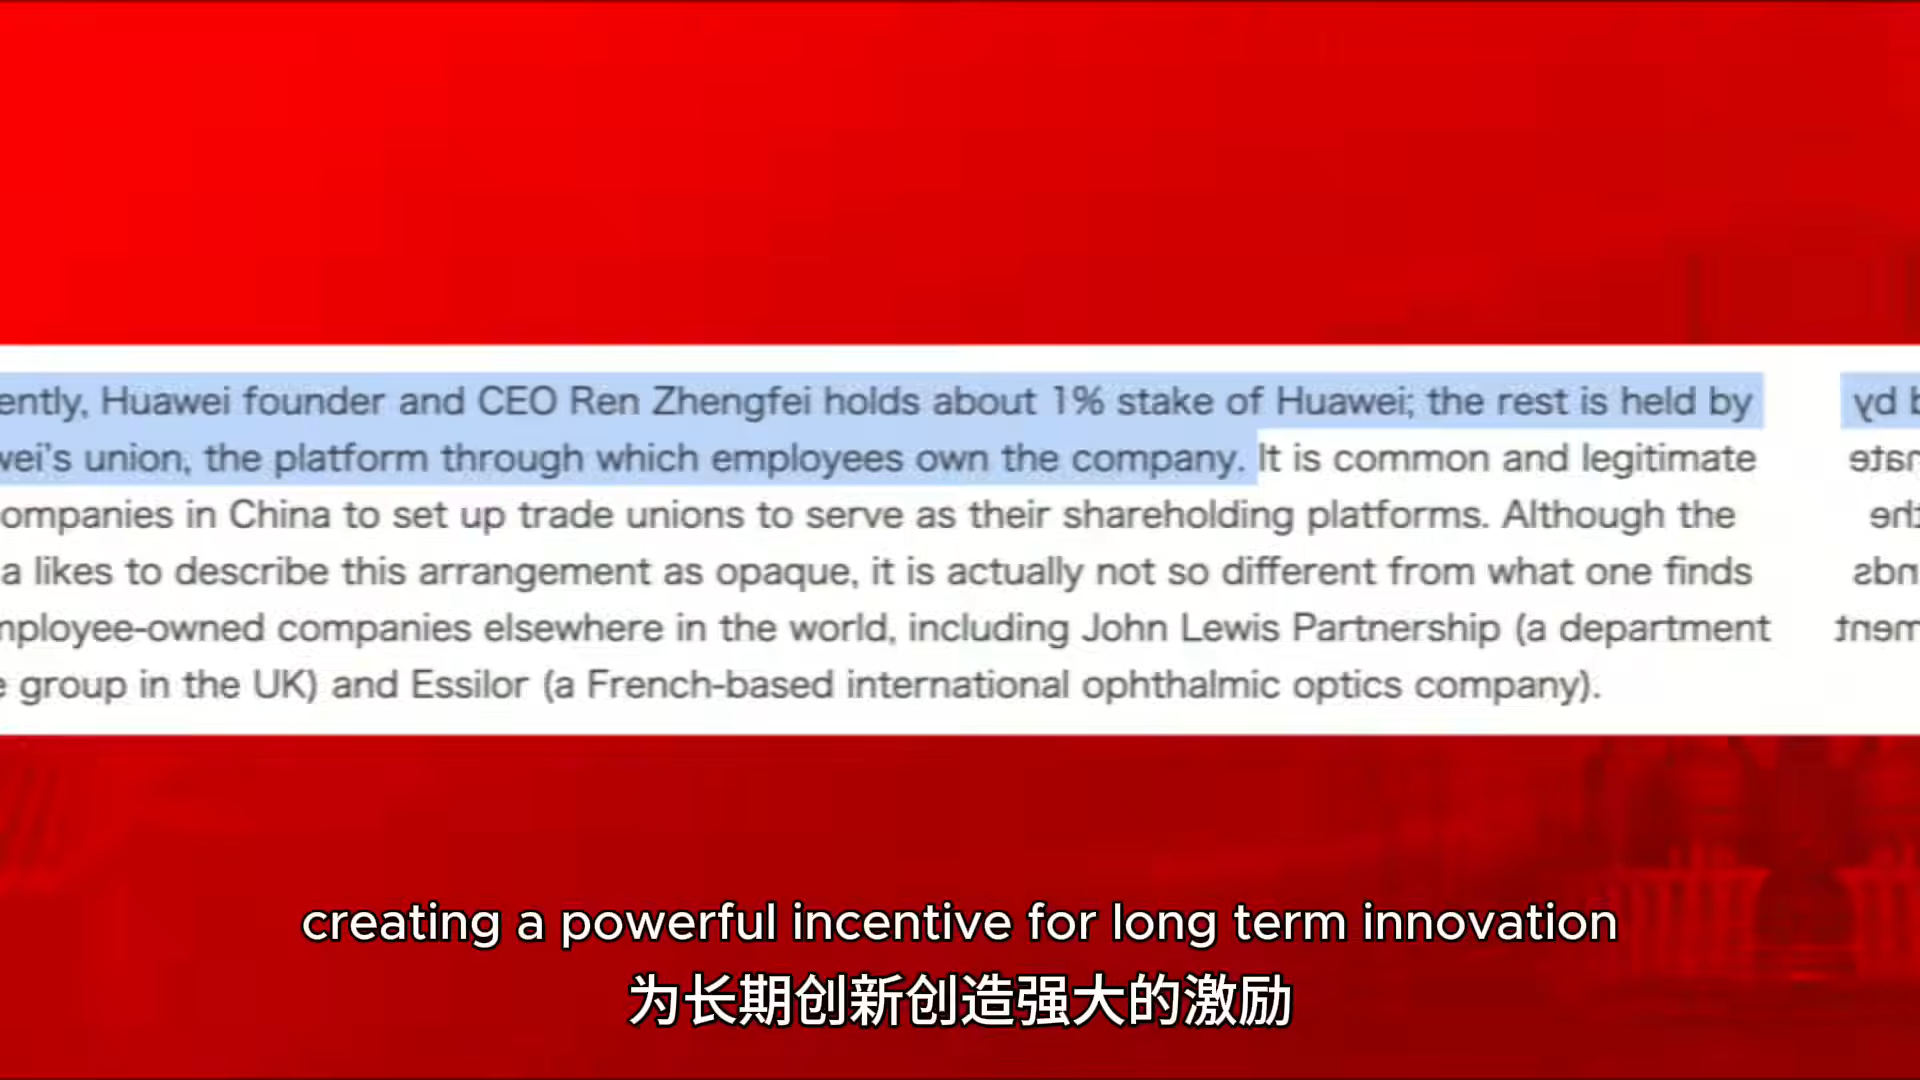 ently, Huawei founder and CEO Ren Zhengfei holds about 1% stake of Huawei; the rest is held by
wei's union, the platform through which employees own the company. It is common and legitimate
ompanies in China to set up trade unions to serve as their shareholding platforms. Although the
a likes to describe this arrangement as opaque, it is actually not so different from what one finds
mployee-owned companies elsewhere in the world, including John Lewis Partnership (a department
e group in the UK) and Essilor (a French-based international ophthalmic optics company).
creating a powerful incentive for long term innovation
为长期创新创造强大的激励